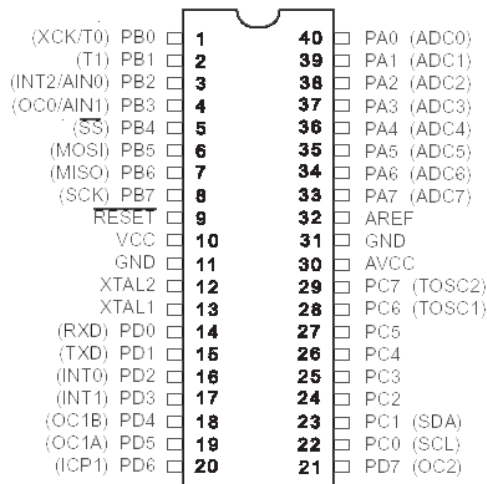 (XCK/T0) PB0 1 40 PA0 (ADC0)
(T1) PB1 2 39 PA1 (ADC1)
(INT2/AIN0) PB2 3 38 PA2 (ADC2)
(OC0/AIN1) PB3 4 37 PA3 (ADC3)
(SS) PB4 5 36 PA4 (ADC4)
(MOSI) PB5 6 35 PA5 (ADC5)
(MISO) PB6 7 34 PA6 (ADC6)
(SCK) PB7 8 33 PA7 (ADC7)
RESET 9 32 AREF
VCC 10 31 GND
GND 11 30 AVCC
XTAL2 12 29 PC7 (TOSC2)
XTAL1 13 28 PC6 (TOSC1)
(RXD) PD0 14 27 PC5
(TXD) PD1 15 26 PC4
(INT0) PD2 16 25 PC3
(INT1) PD3 17 24 PC2
(OC1B) PD4 18 23 PC1 (SDA)
(OC1A) PD5 19 22 PC0 (SCL)
(ICP1) PD6 20 21 PD7 (OC2)